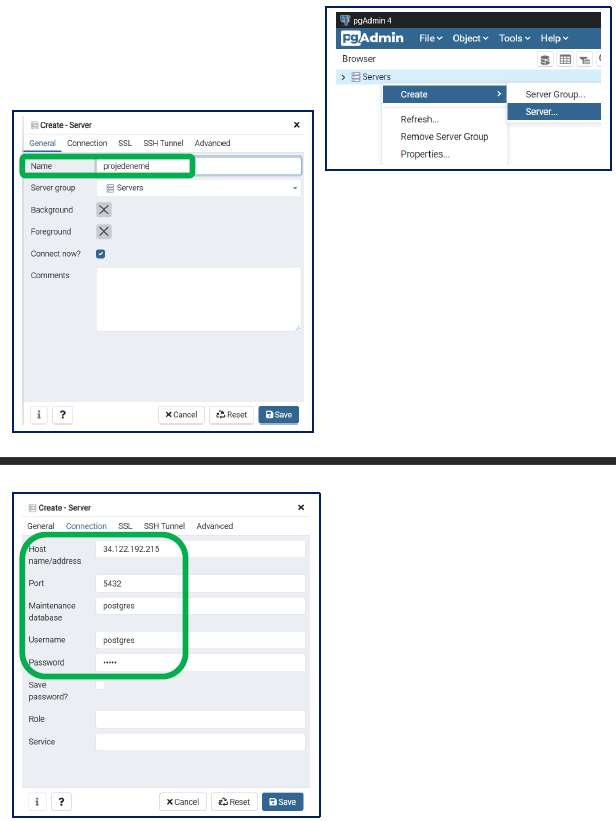 pgAdmin 4
pgAdmin File Object Tools Help
Browser
Servers
Create
Server Group...
Server...
Refresh...
Remove Server Group
Properties...
Create - Server
General Connection SSL SSH Tunnel Advanced
Name projedeneme
Server group Servers
Background
Foreground
Connect now?
Comments
i ? Cancel Reset Save
Create - Server
General Connection SSL SSH Tunnel Advanced
Host name/address 34.122.192.215
Port 5432
Maintenance database postgres
Username postgres
Password •••••
Save password?
Role
Service
i ? Cancel Reset Save